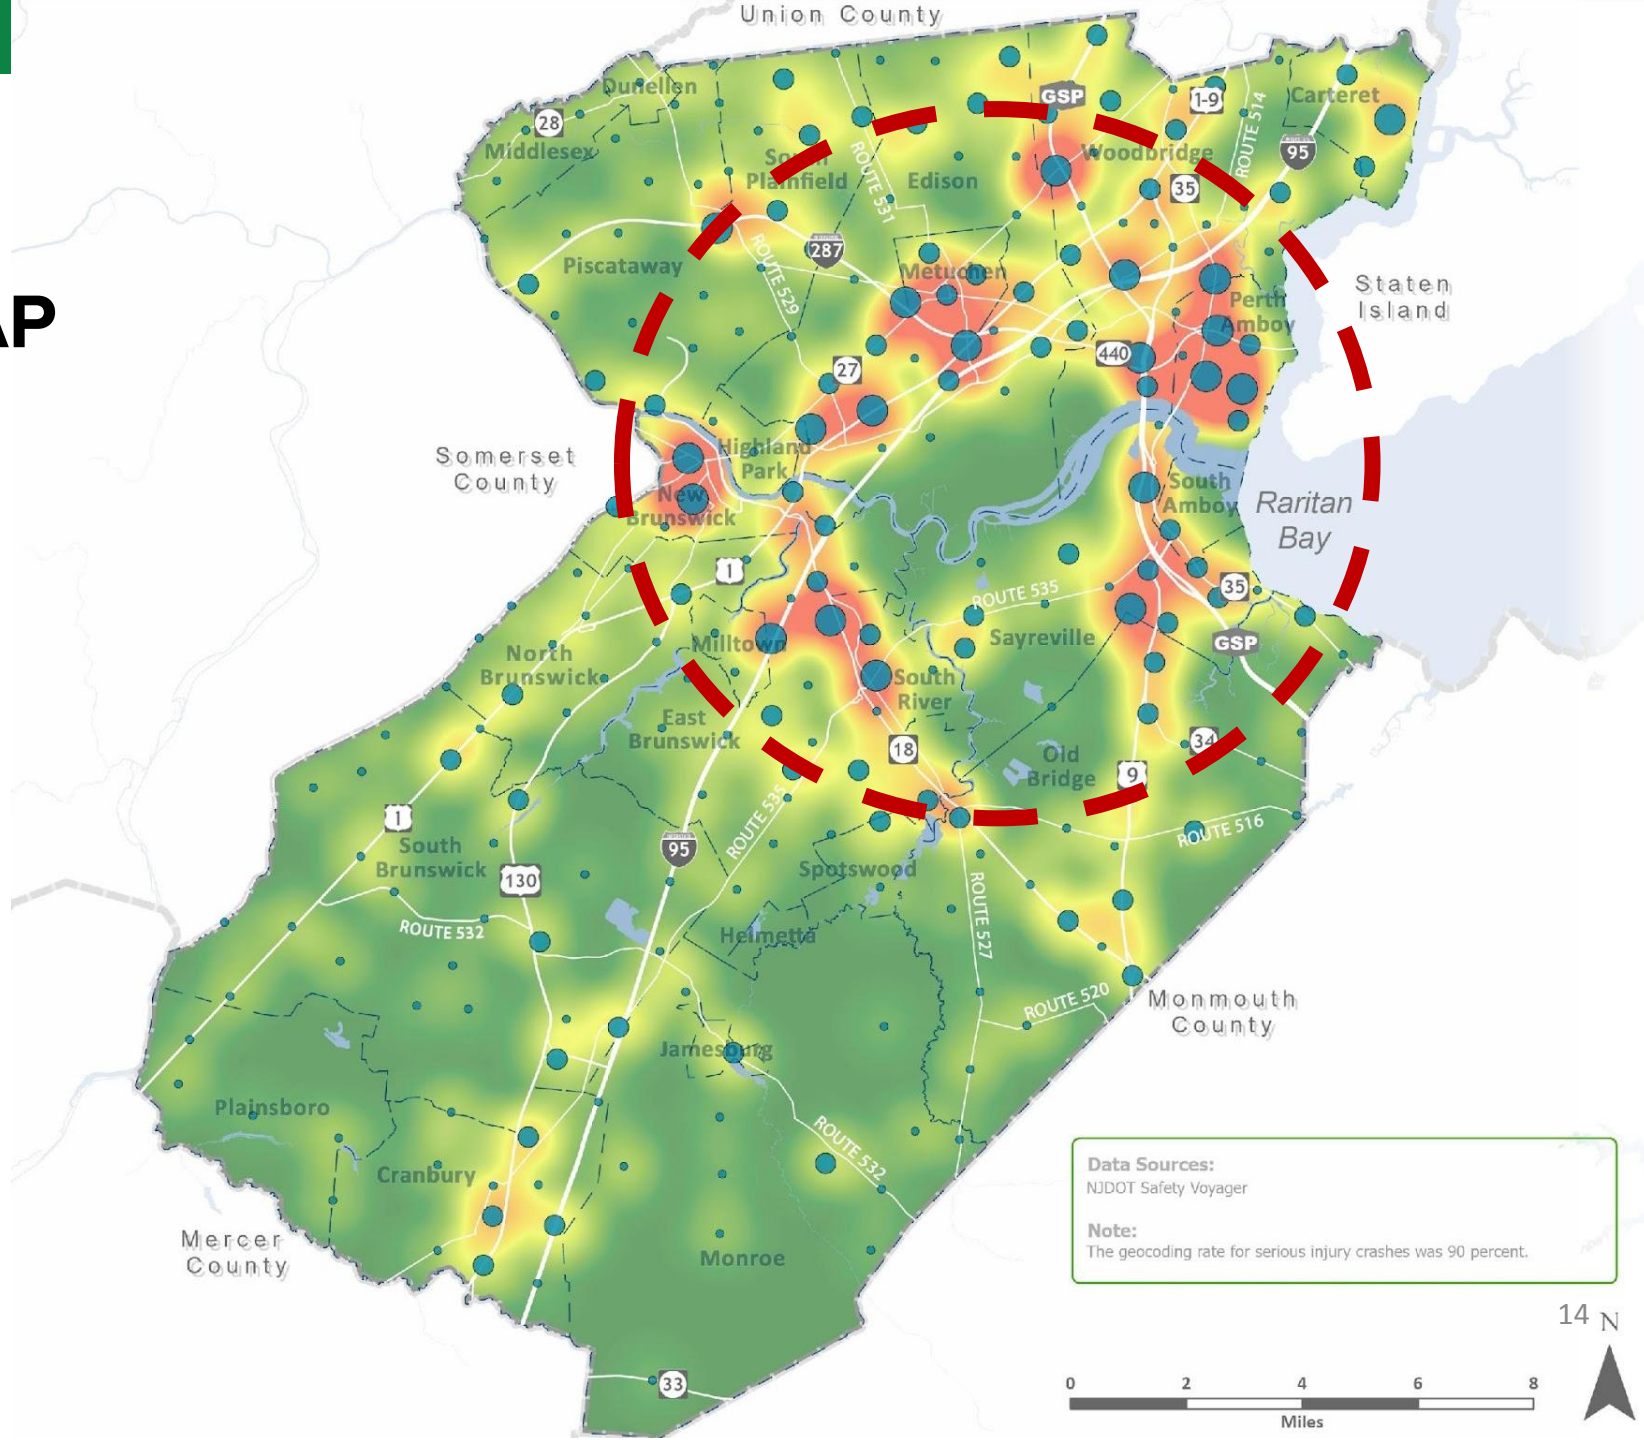 AP
Union County
Dunellen
GSP
1-9
ROUTE 514
Carteret
28
Middlesex
South
Plainfield
ROUTE 531
Edison
Woodbridge
95
35
Piscataway
ROUTE 529
287
Metuchen
Perth
Amboy
Staten
Island
440
27
Somerset
County
Highland
Park
New
Brunswick
South
Amboy
Raritan
Bay
1
ROUTE 535
35
Milltown
Sayreville
GSP
North
Brunswick
South
River
East
Brunswick
18
Old
Bridge
34
9
1
South
Brunswick
95
ROUTE 535
ROUTE 516
130
Spotswood
ROUTE 532
Helmetta
ROUTE 527
ROUTE 520
Monmouth
County
Jamesburg
Plainsboro
ROUTE 532
Cranbury
Mercer
County
Monroe
33
Data Sources:
NJDOT Safety Voyager
Note:
The geocoding rate for serious injury crashes was 90 percent.
14
N
0 2 4 6 8
Miles